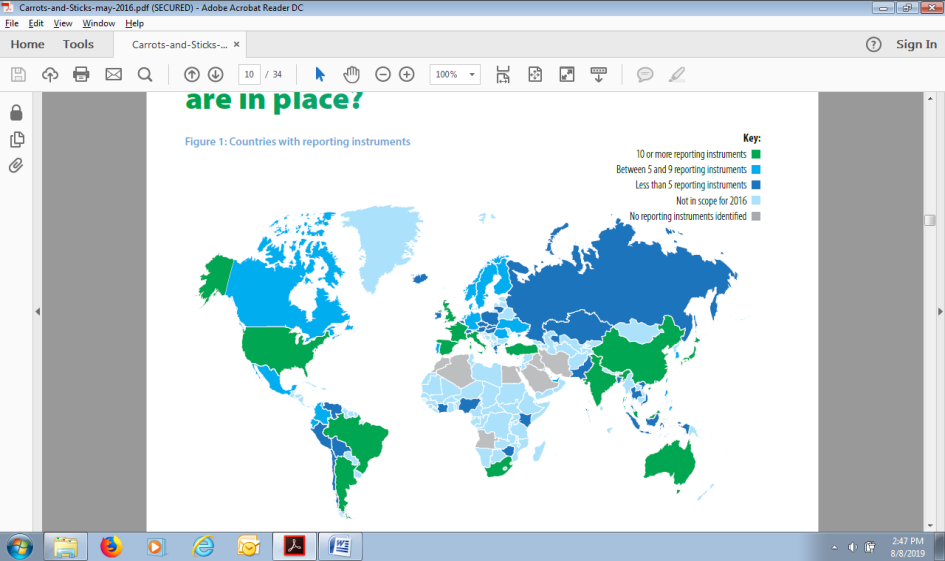 Carrots-and-Sticks-may-2016.pdf (SECURED) - Adobe Acrobat Reader DC
File Edit View Window Help
Home Tools Carrots-and-Sticks-... × ? Sign In
10 / 34 100%
are in place?
Figure 1: Countries with reporting instruments
Key:
10 or more reporting instruments
Between 5 and 9 reporting instruments
Less than 5 reporting instruments
Not in scope for 2016
No reporting instruments identified
2:47 PM
8/8/2019